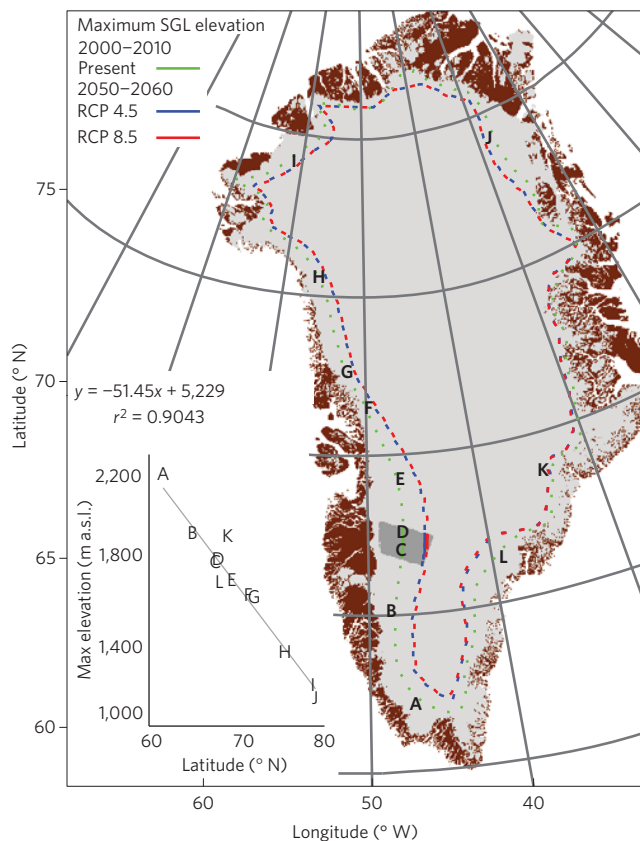 Maximum SGL elevation
2000–2010
Present
2050–2060
RCP 4.5
RCP 8.5
75
70
65
60
Latitude (° N)
I
J
H
G
F
E
K
D
C
L
B
A
y = −51.45x + 5,229
r² = 0.9043
2,200
1,800
1,400
1,000
Max elevation (m a.s.l.)
A
B
K
D
C
L
E
F
G
H
I
J
60
70
80
Latitude (° N)
60
50
40
Longitude (° W)